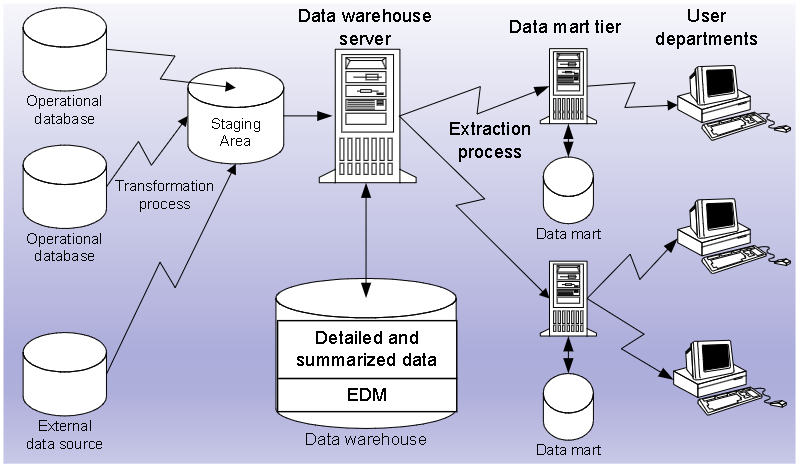 Data warehouse
server
Data mart tier
User
departments
Operational
database
Staging
Area
Extraction
process
Transformation
process
Operational
database
Data mart
Detailed and
summarized data
EDM
External
data source
Data warehouse
Data mart